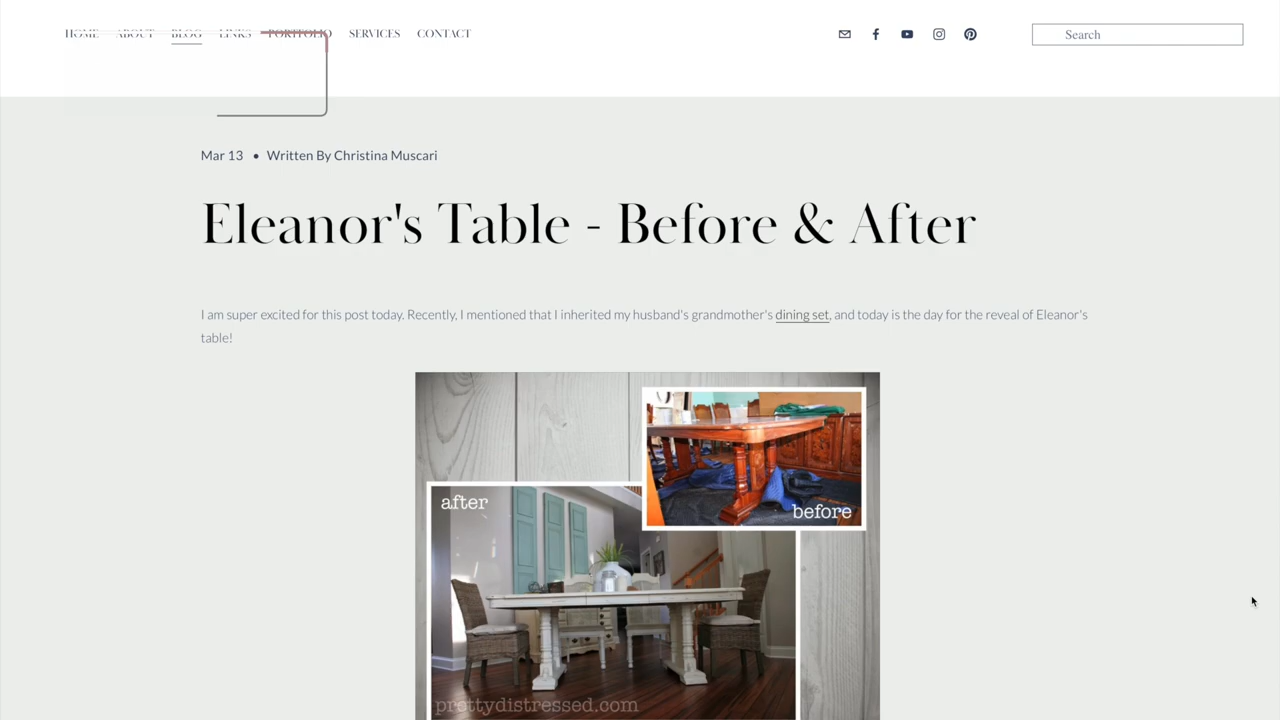 HOME ABOUT BLOG LINKS PORTFOLIO SERVICES CONTACT Search
Mar 13 • Written By Christina Muscari
Eleanor's Table - Before & After
I am super excited for this post today. Recently, I mentioned that I inherited my husband's grandmother's dining set, and today is the day for the reveal of Eleanor's
table!
after
before
prettydistressed.com